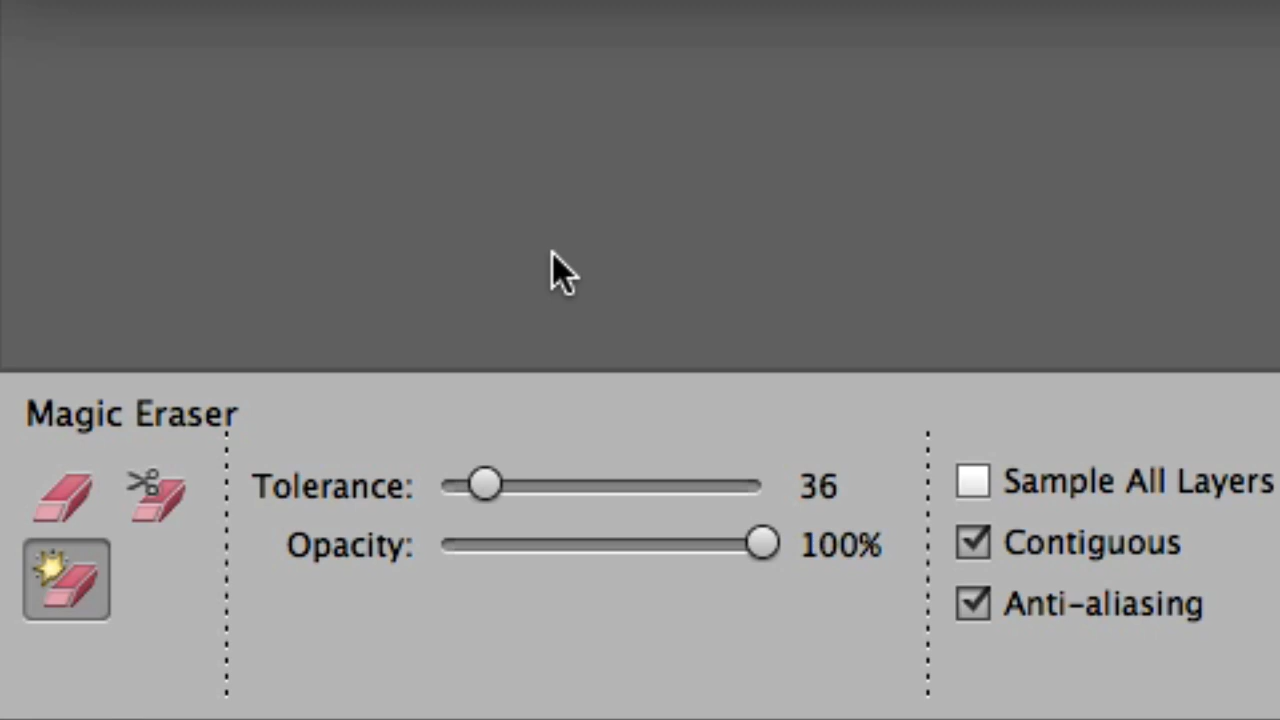 Magic Eraser
Tolerance: 36
Opacity: 100%
Sample All Layers
Contiguous
Anti-aliasing